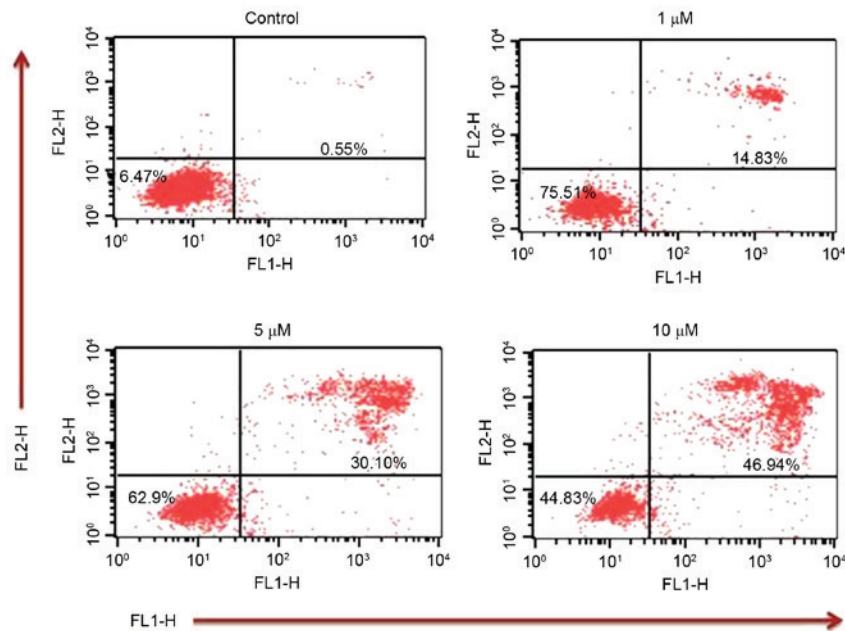 Control
10⁴
10³
10²
10¹
10⁰
FL2-H
0.55%
6.47%
10⁰ 10¹ 10² 10³ 10⁴
FL1-H
1 µM
10⁴
10³
10²
10¹
10⁰
FL2-H
14.83%
75.51%
10⁰ 10¹ 10² 10³ 10⁴
FL1-H
5 µM
10⁴
10³
10²
10¹
10⁰
FL2-H
30.10%
62.9%
10⁰ 10¹ 10² 10³ 10⁴
FL1-H
10 µM
10⁴
10³
10²
10¹
10⁰
FL2-H
46.94%
44.83%
10⁰ 10¹ 10² 10³ 10⁴
FL1-H
FL2-H
FL1-H